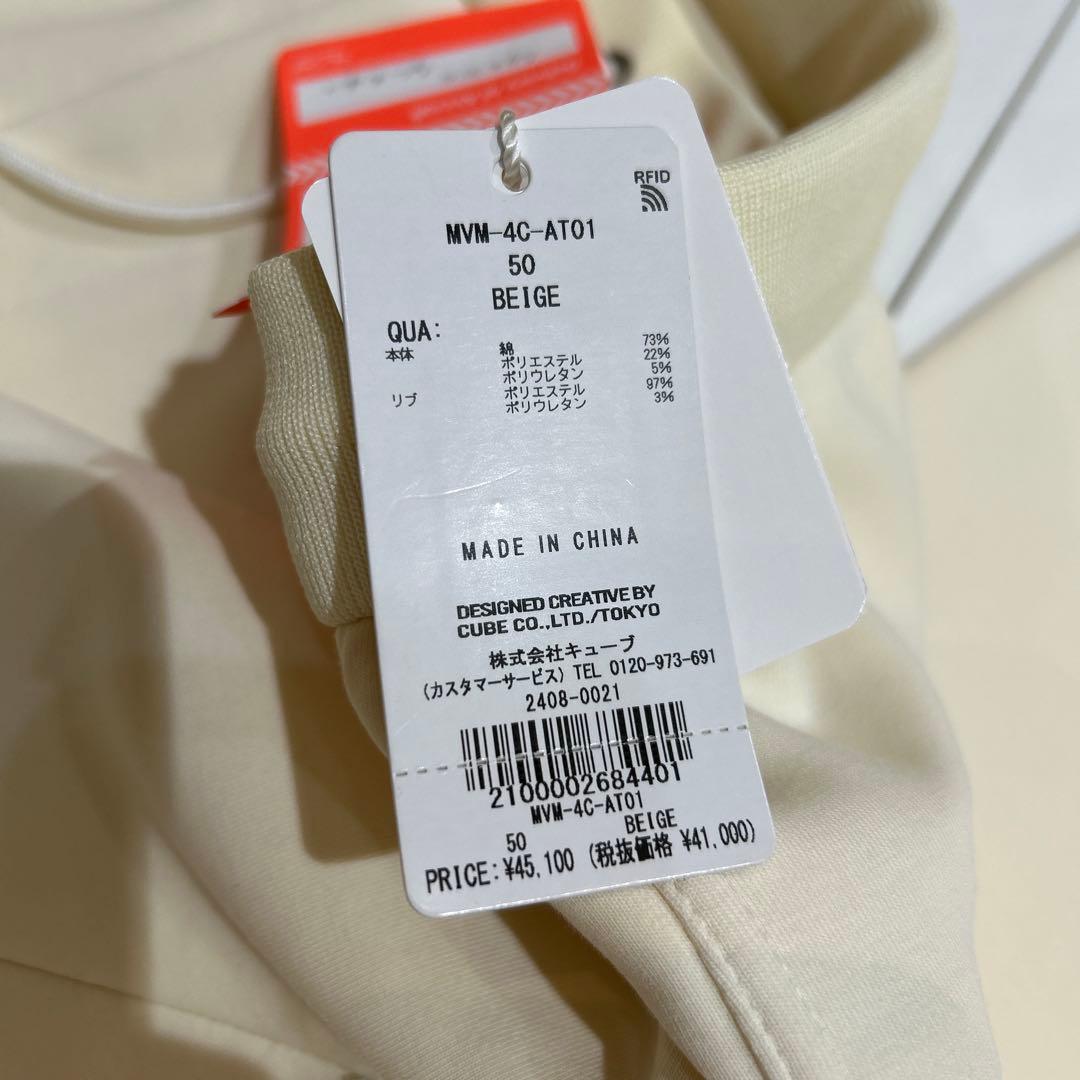 RFID
MVM-4C-AT01
50
BEIGE
QUA:
本体 綿 73%
ポリエステル 22%
ポリウレタン 5%
リブ ポリエステル 97%
ポリウレタン 3%
MADE IN CHINA
DESIGNED CREATIVE BY
CUBE CO.,LTD./TOKYO
株式会社キューブ
(カスタマーサービス) TEL 0120-973-691
2408-0021
2100002684401
MVM-4C-AT01
50 BEIGE
PRICE:¥45,100 (税抜価格 ¥41,000)